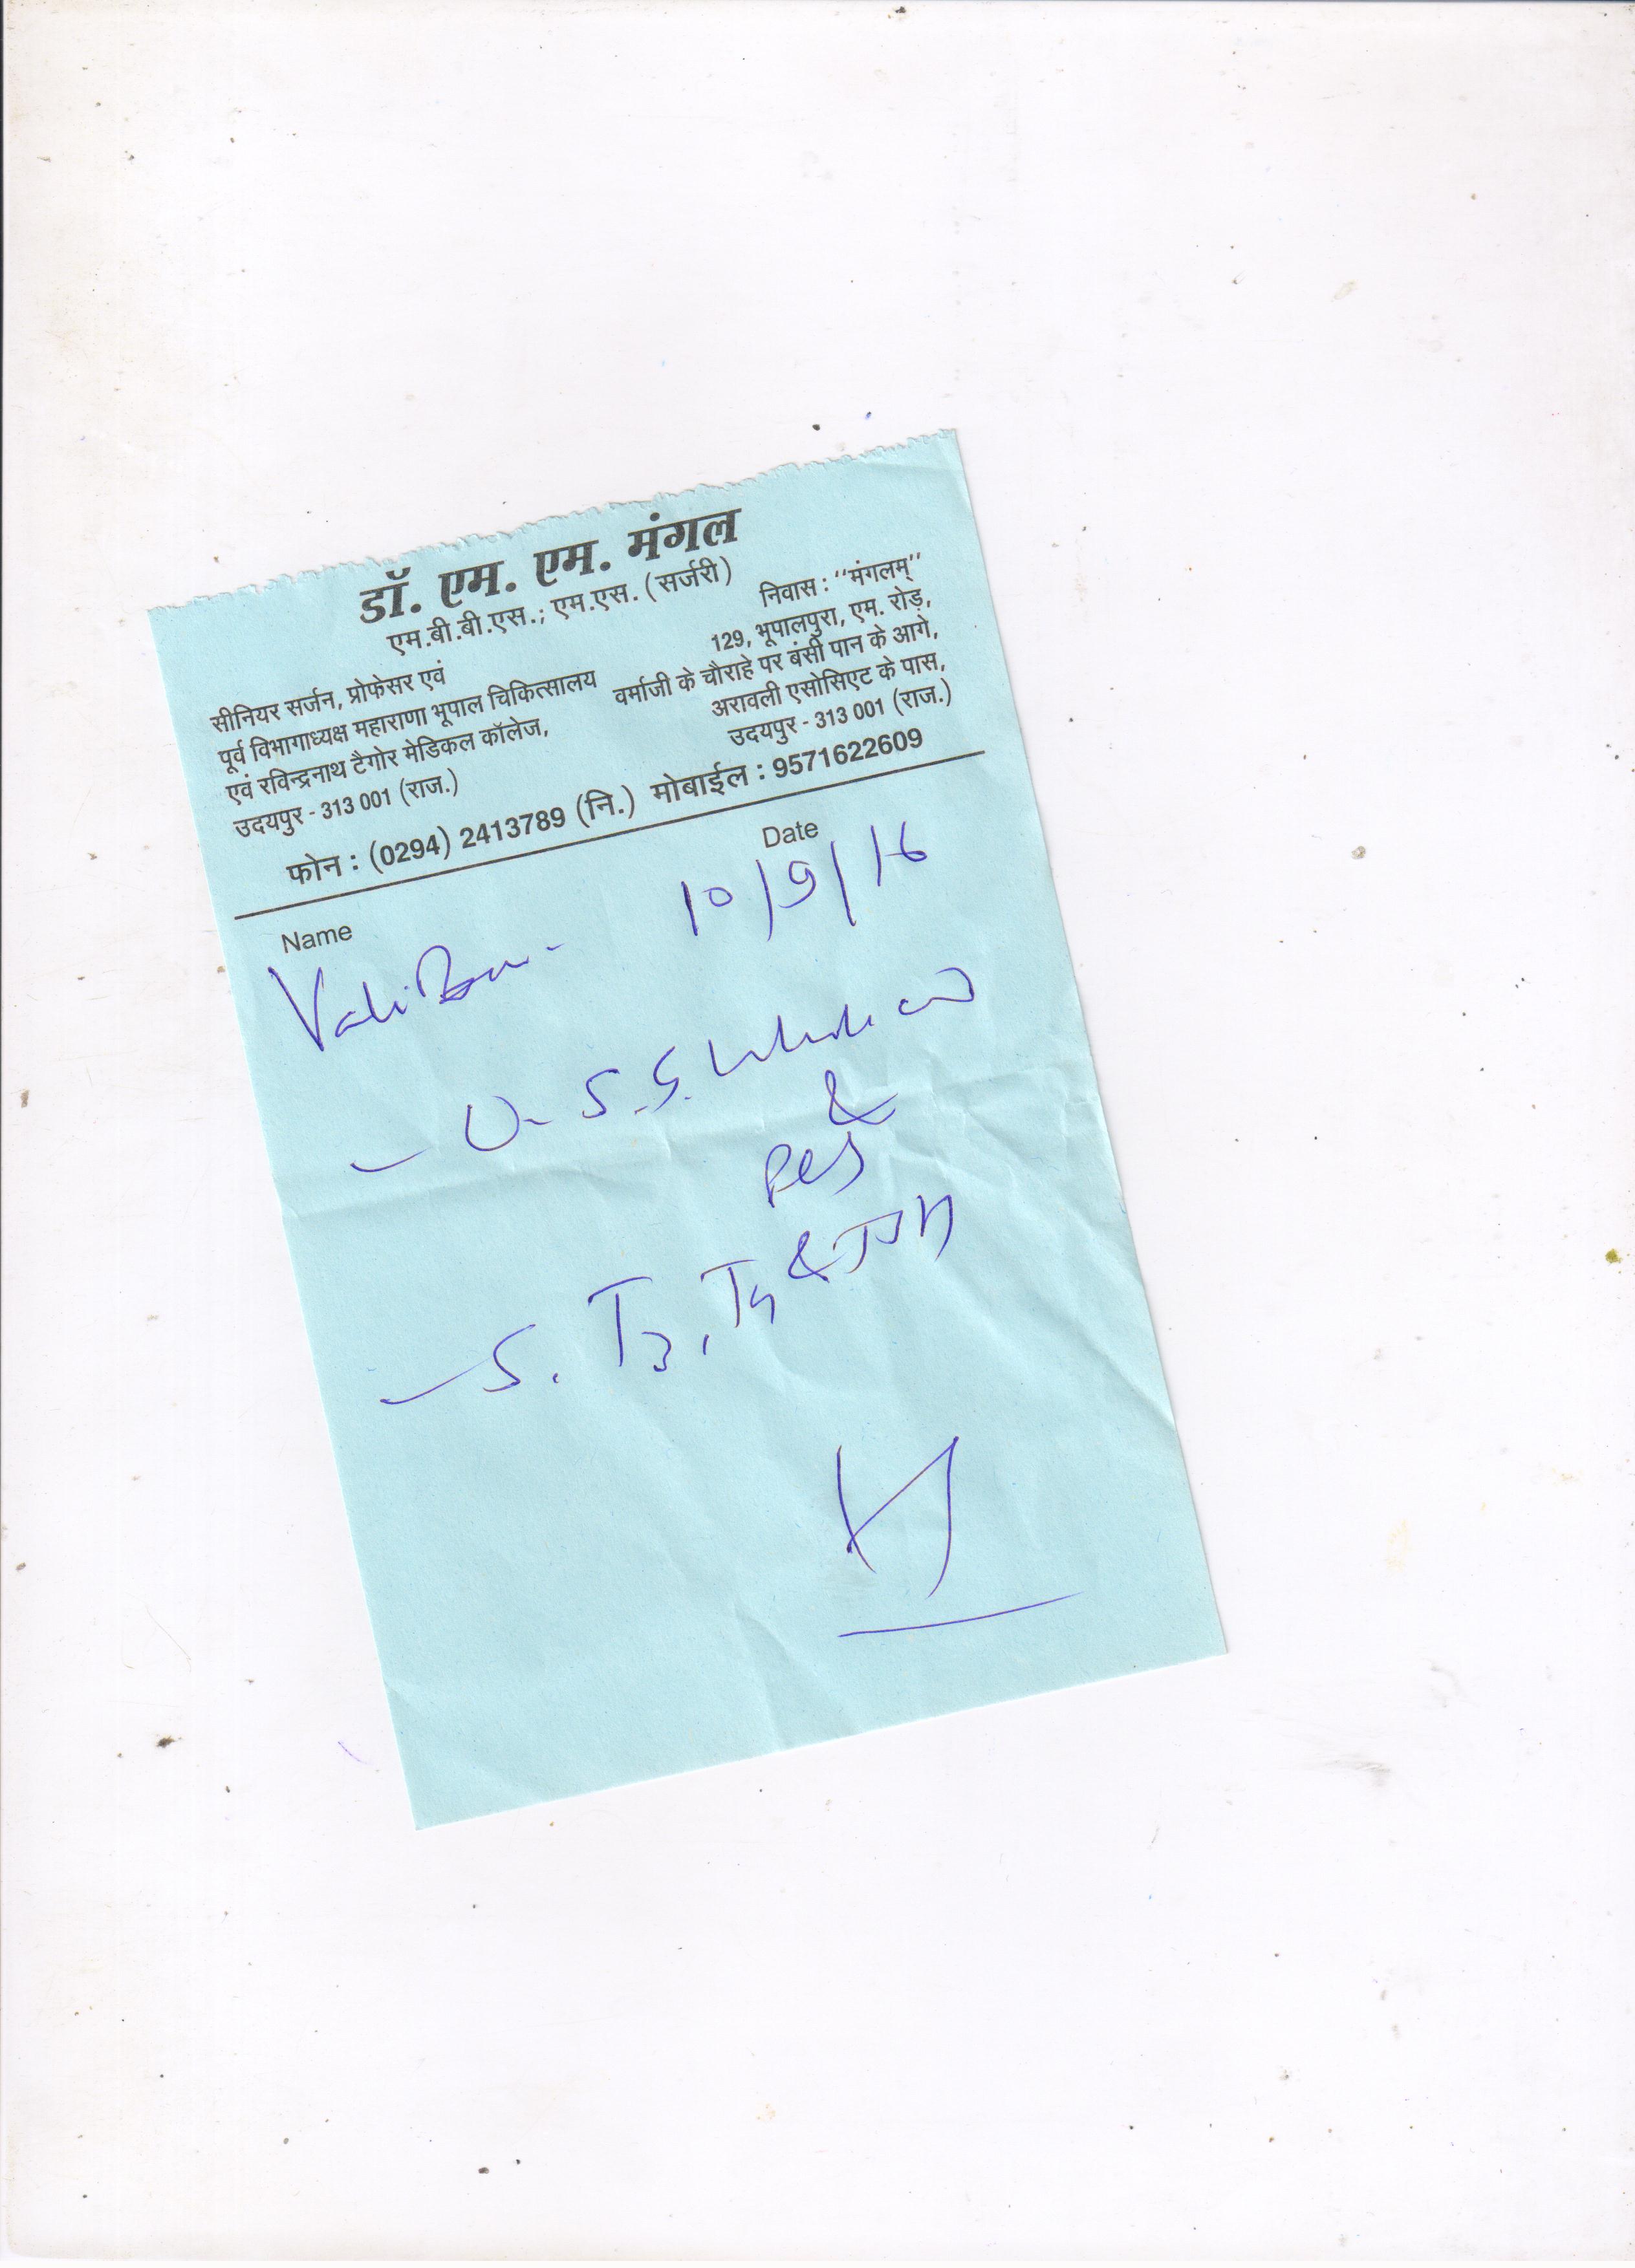 डॉ. एम. एम. मंगल
एम.बी.बी.एस.; एम.एस. (सर्जरी)
सीनियर सर्जन, प्रोफेसर एवं
पूर्व विभागाध्यक्ष महाराणा भूपाल चिकित्सालय
एवं रविन्द्रनाथ टैगोर मेडिकल कॉलेज,
उदयपुर - 313 001 (राज.)
निवास : "मंगलम्"
129, भूपालपुरा, एम. रोड़,
वर्माजी के चौराहे पर बंसी पान के आगे,
अरावली एसोसिएट के पास,
उदयपुर - 313 001 (राज.)
फोन : (0294) 2413789 (नि.) मोबाईल : 9571622609
Name
Date
10/9/16
- U. S. G.
&
- S. T3, T4 & TSH